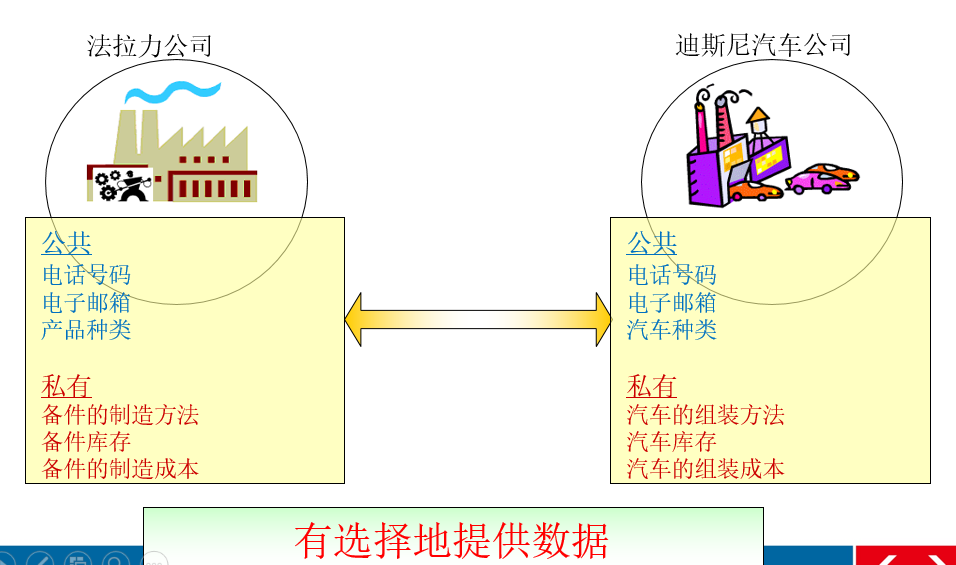 法拉力公司
迪斯尼汽车公司
公共
电话号码
电子邮箱
产品种类
私有
备件的制造方法
备件库存
备件的制造成本
公共
电话号码
电子邮箱
汽车种类
私有
汽车的组装方法
汽车库存
汽车的组装成本
有选择地提供数据